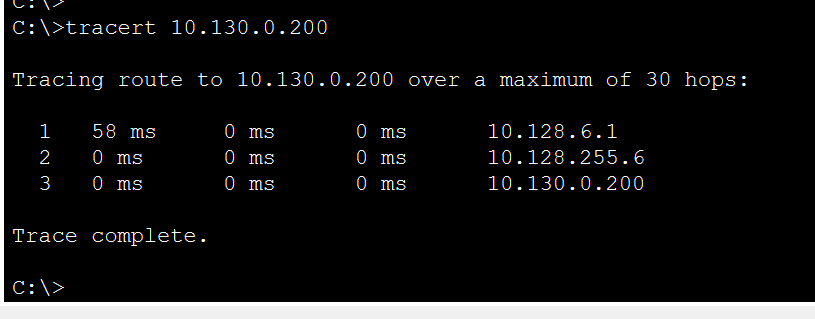 C:\>
C:\>tracert 10.130.0.200
Tracing route to 10.130.0.200 over a maximum of 30 hops:
1 58 ms 0 ms 0 ms 10.128.6.1
2 0 ms 0 ms 0 ms 10.128.255.6
3 0 ms 0 ms 0 ms 10.130.0.200
Trace complete.
C:\>